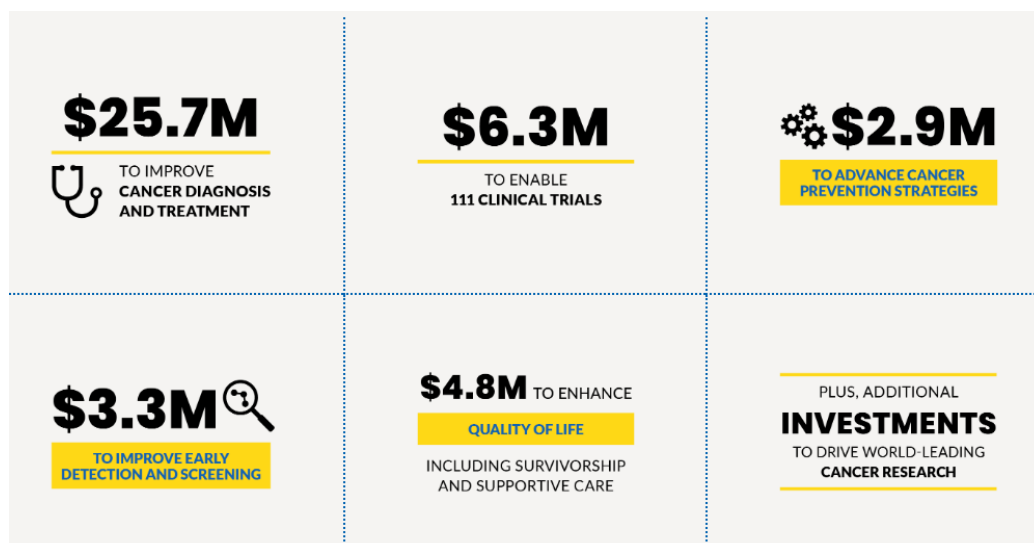 $25.7M
TO IMPROVE
CANCER DIAGNOSIS
AND TREATMENT
$6.3M
TO ENABLE
111 CLINICAL TRIALS
$2.9M
TO ADVANCE CANCER
PREVENTION STRATEGIES
$3.3M
TO IMPROVE EARLY
DETECTION AND SCREENING
$4.8M TO ENHANCE
QUALITY OF LIFE
INCLUDING SURVIVORSHIP
AND SUPPORTIVE CARE
PLUS, ADDITIONAL
INVESTMENTS
TO DRIVE WORLD-LEADING
CANCER RESEARCH